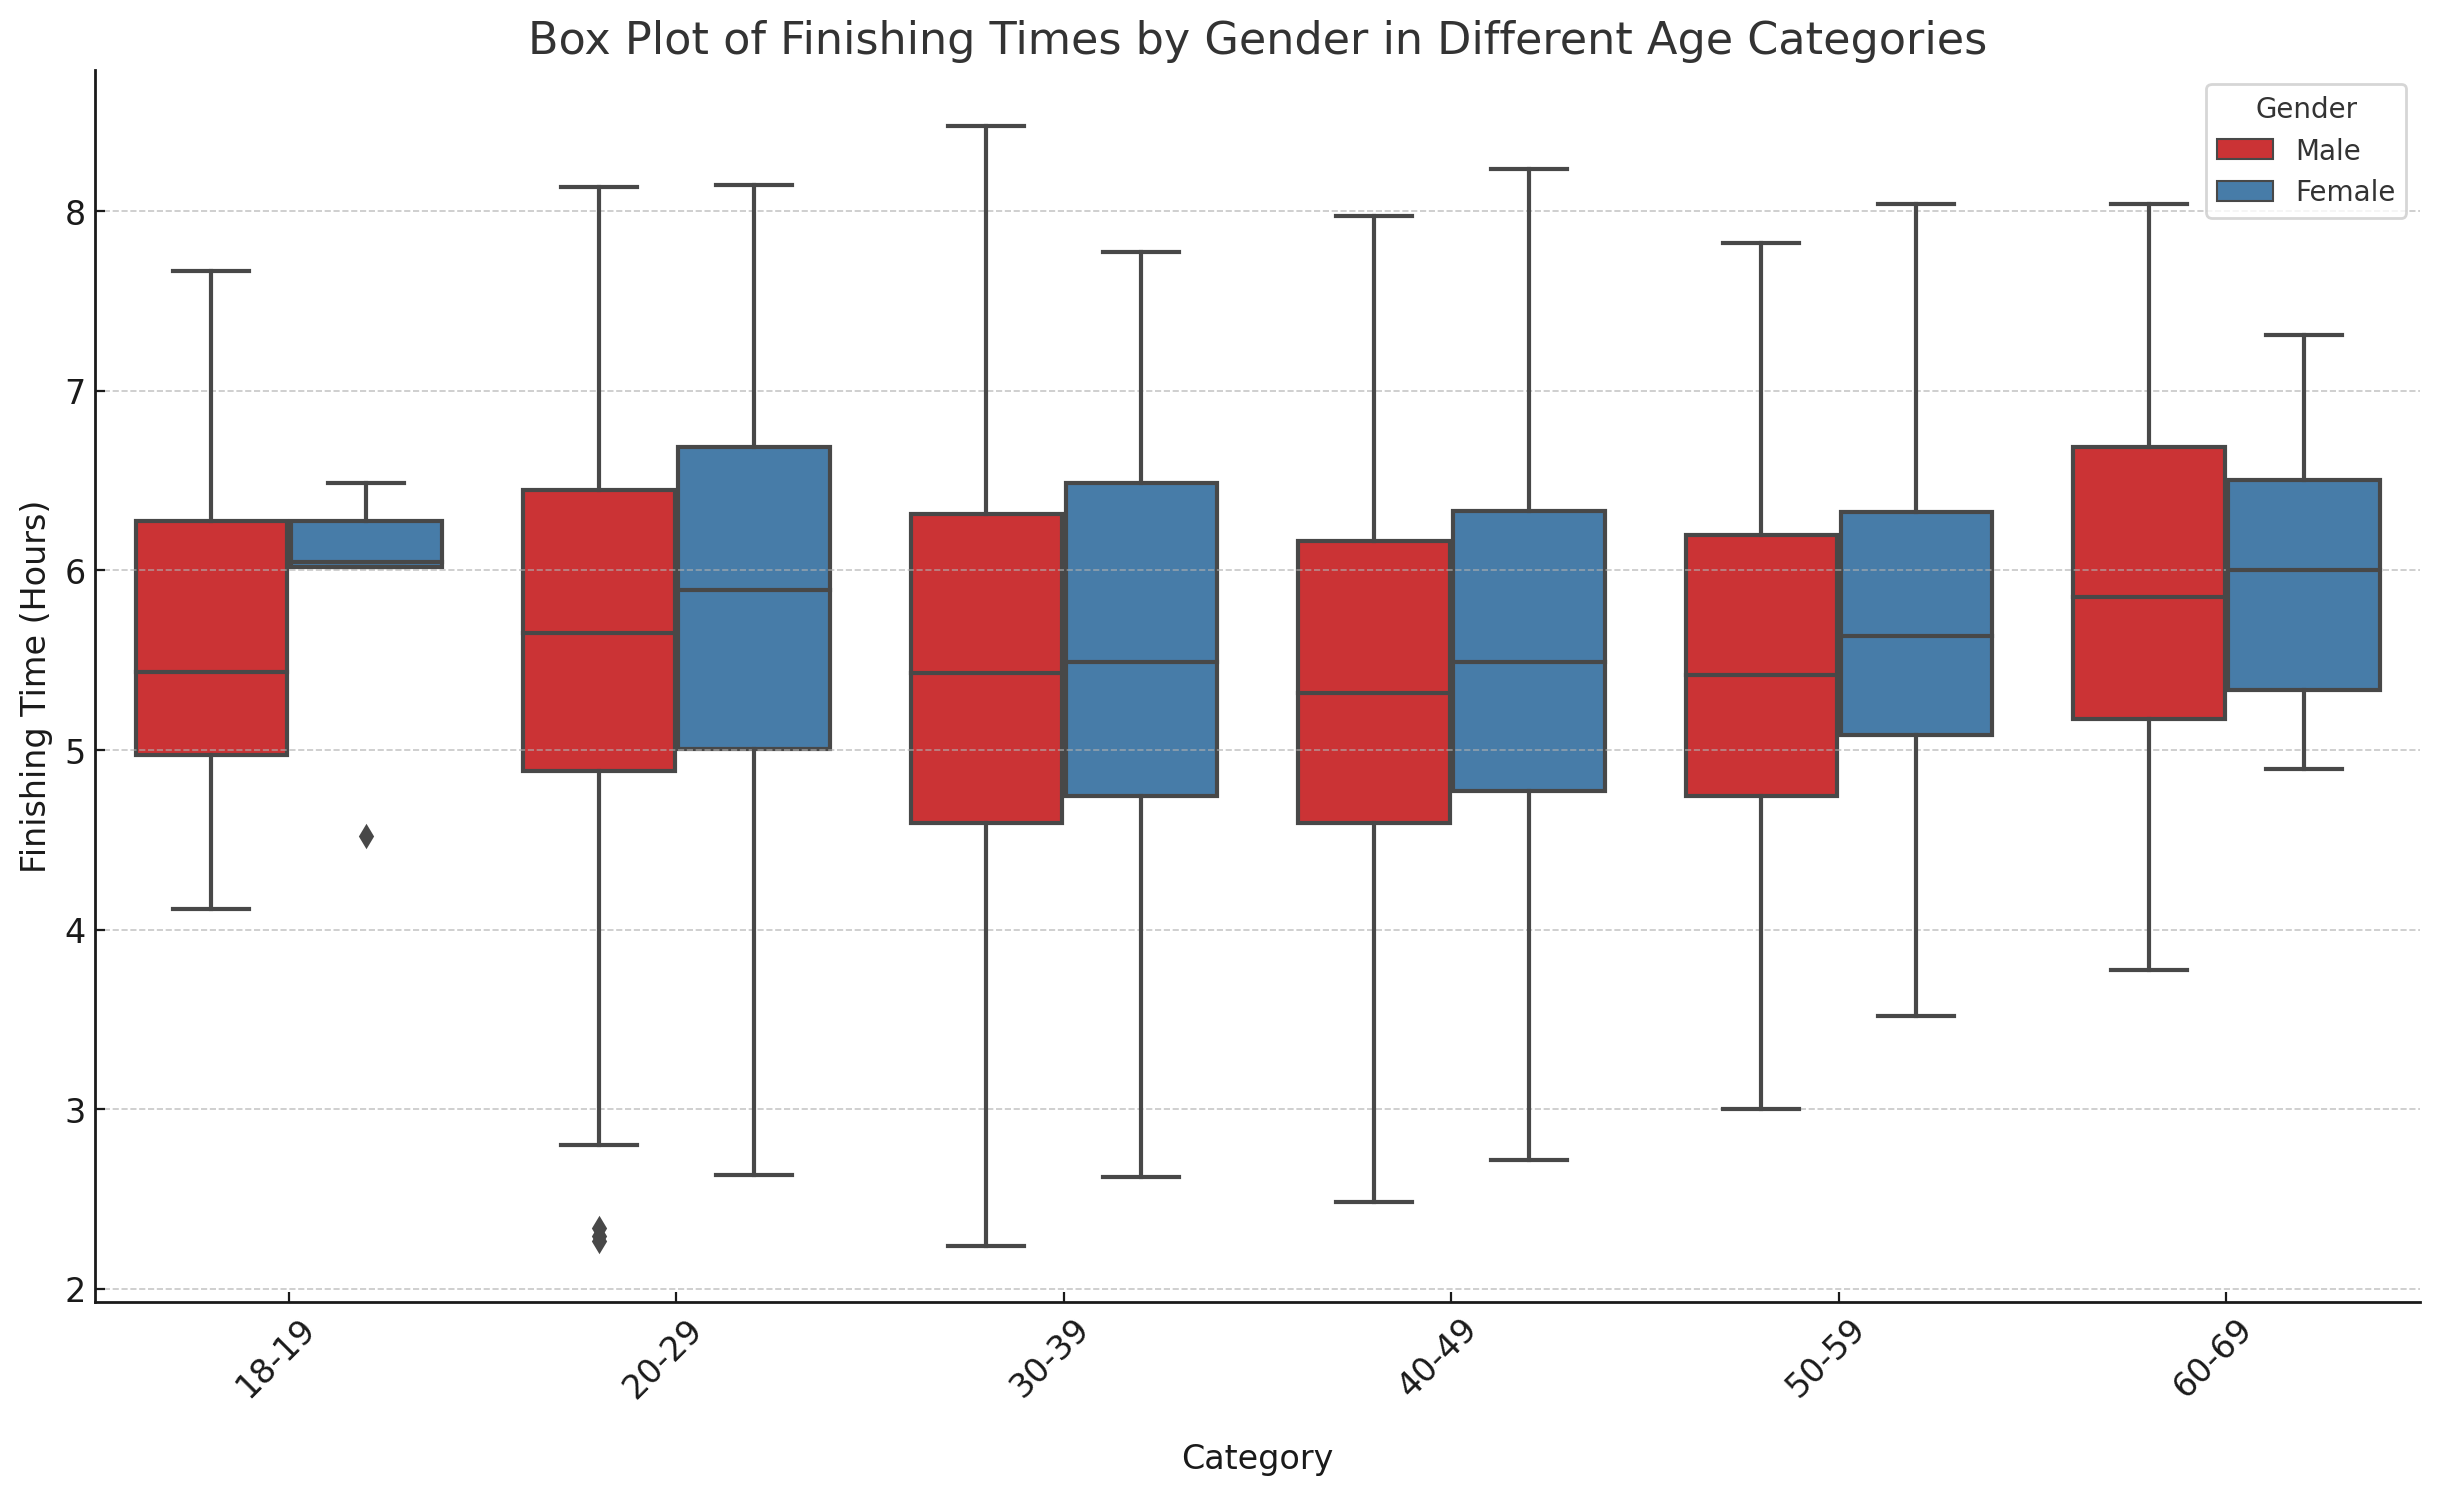 Box Plot of Finishing Times by Gender in Different Age Categories
Gender
Male
Female
Finishing Time (Hours)
8
7
6
5
4
3
2
18-19
20-29
30-39
40-49
50-59
60-69
Category